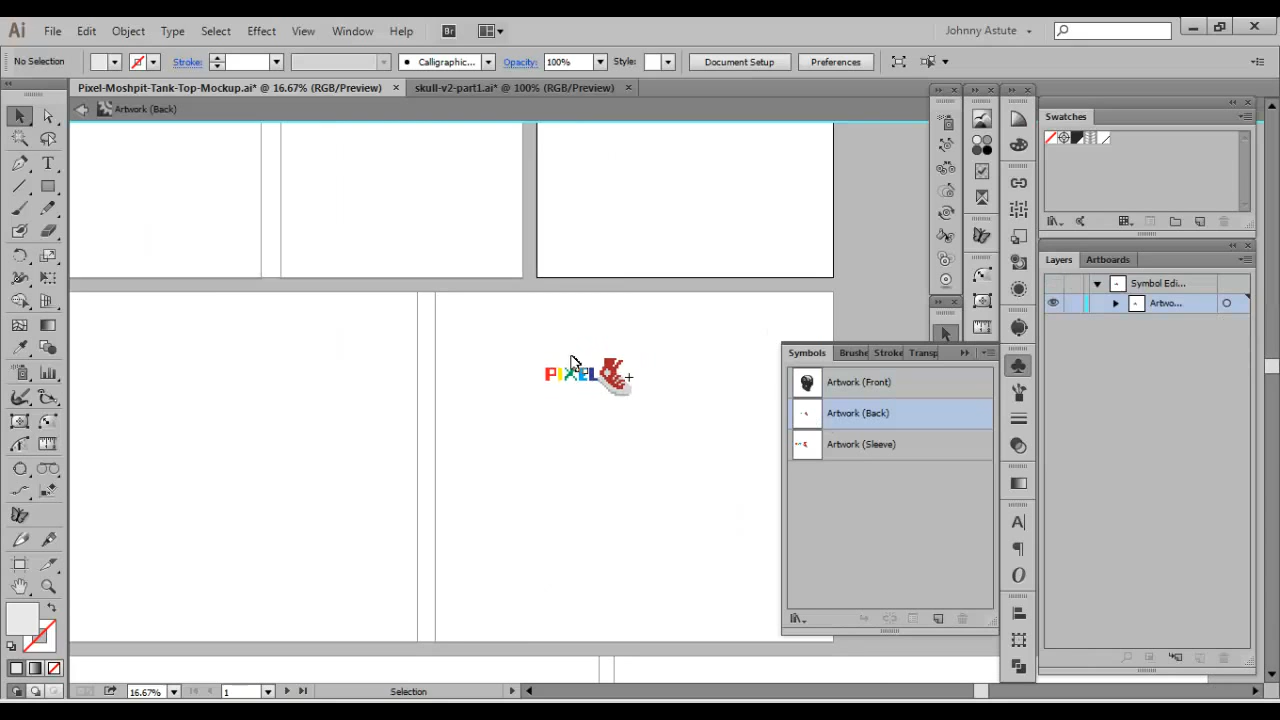 Ai File Edit Object Type Select Effect View Window Help Br Johnny Astute
No Selection Stroke: Calligraphic... Opacity: 100% Style: Document Setup Preferences
Pixel-Moshpit-Tank-Top-Mockup.ai* @ 16.67% (RGB/Preview) × skull-v2-part1.ai* @ 100% (RGB/Preview) ×
Artwork (Back)
Swatches
Layers Artboards
Symbol Edi...
Artwo...
PIXEL
Symbols Brushe Stroke Transp
Artwork (Front)
Artwork (Back)
Artwork (Sleeve)
16.67% 1 Selection